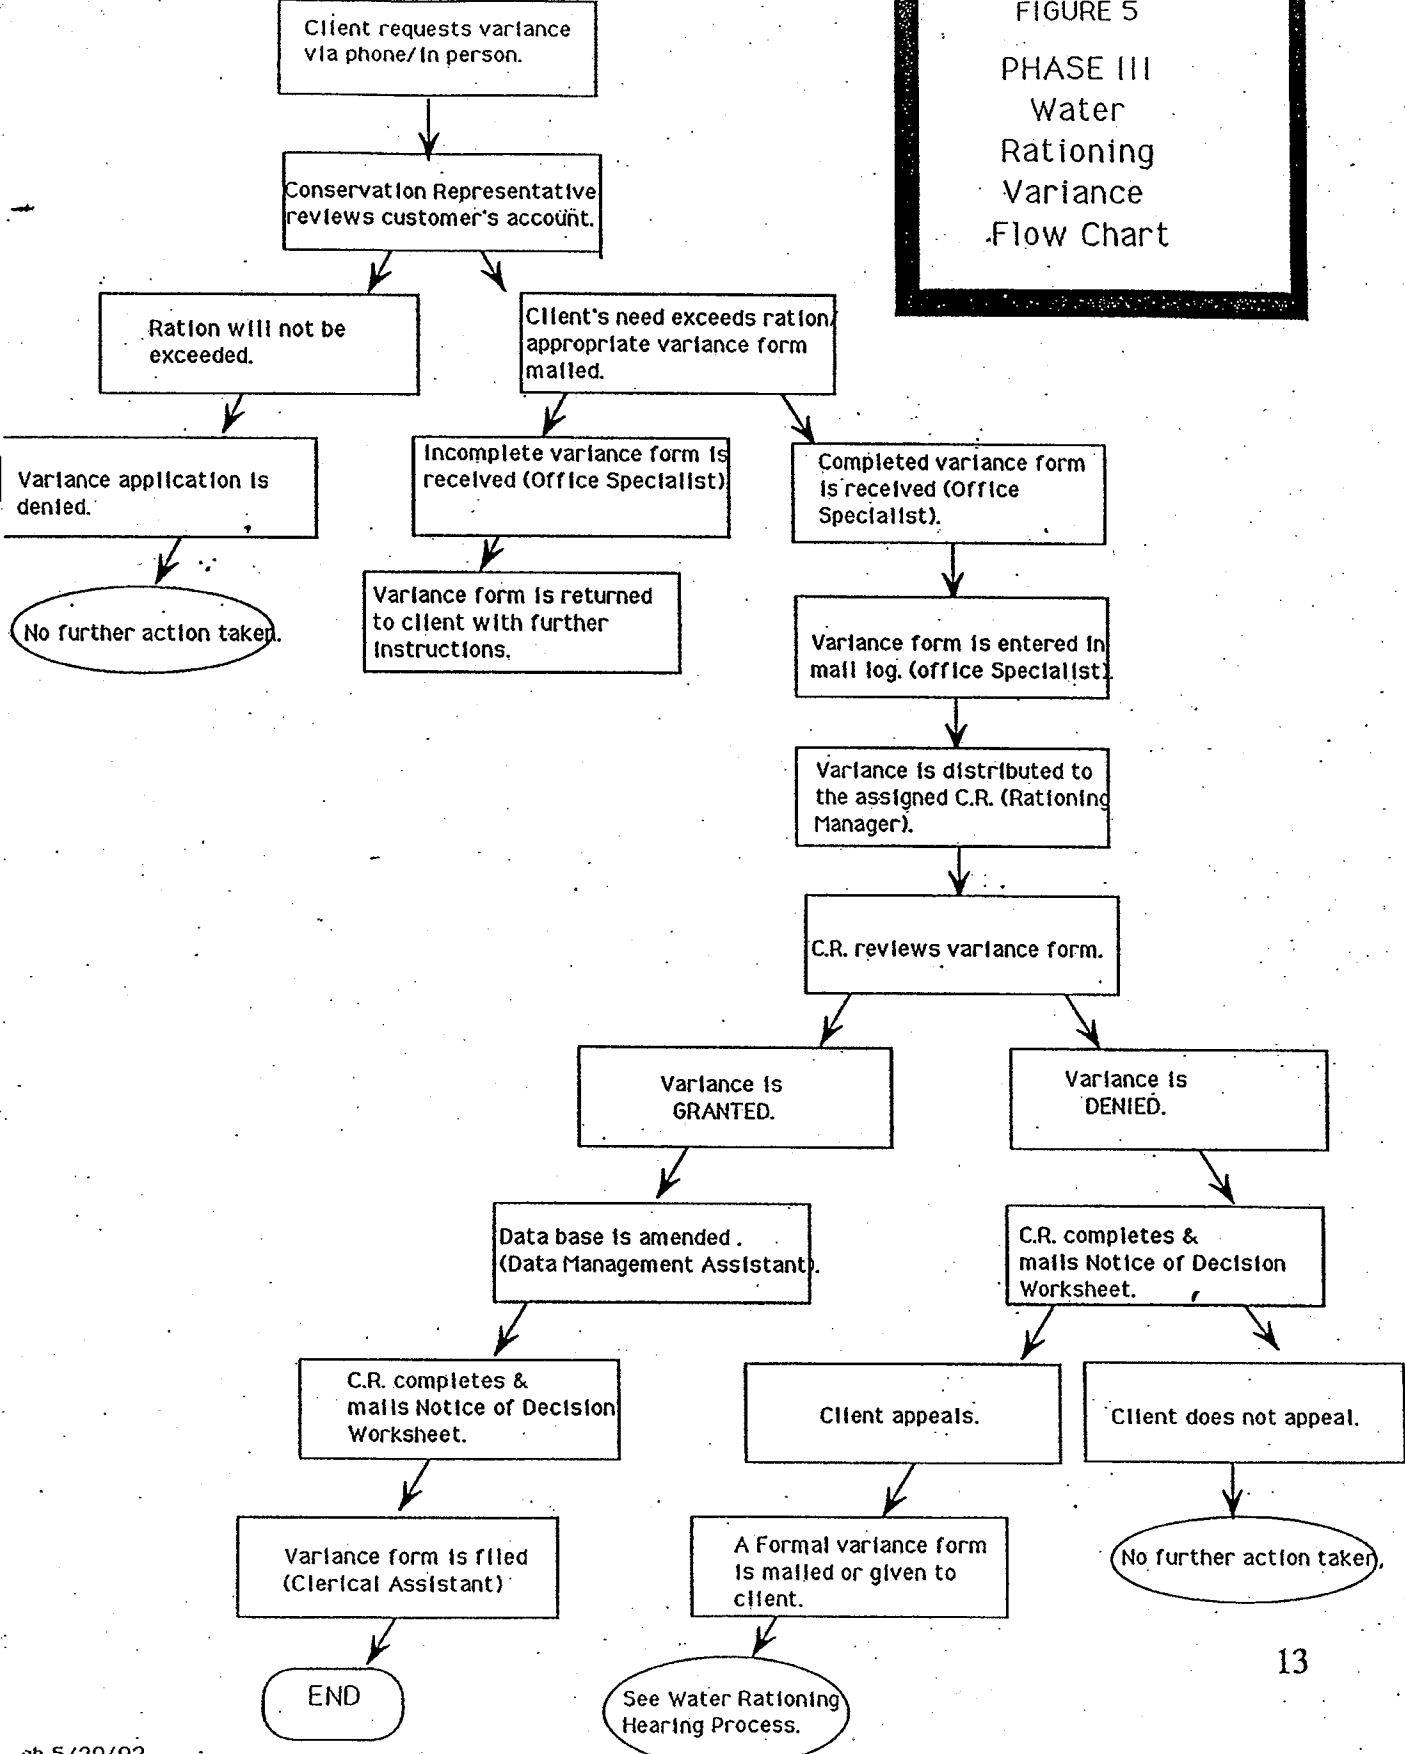 Client requests variance
via phone/in person.
FIGURE 5
PHASE III
Water
Rationing
Variance
Flow Chart
Conservation Representative
reviews customer's account.
Ration will not be
exceeded.
Client's need exceeds ration/
appropriate variance form
mailed.
Variance application is
denied.
Incomplete variance form is
received (Office Specialist)
Completed variance form
is received (Office
Specialist).
No further action taken.
Variance form is returned
to client with further
instructions.
Variance form is entered in
mail log. (office Specialist).
Variance is distributed to
the assigned C.R. (Rationing
Manager).
C.R. reviews variance form.
Variance is
GRANTED.
Variance is
DENIED.
Data base is amended.
(Data Management Assistant).
C.R. completes &
mails Notice of Decision
Worksheet.
C.R. completes &
mails Notice of Decision
Worksheet.
Client appeals.
Client does not appeal.
Variance form is filed
(Clerical Assistant)
A Formal variance form
is mailed or given to
client.
No further action taken.
END
See Water Rationing
Hearing Process.
13